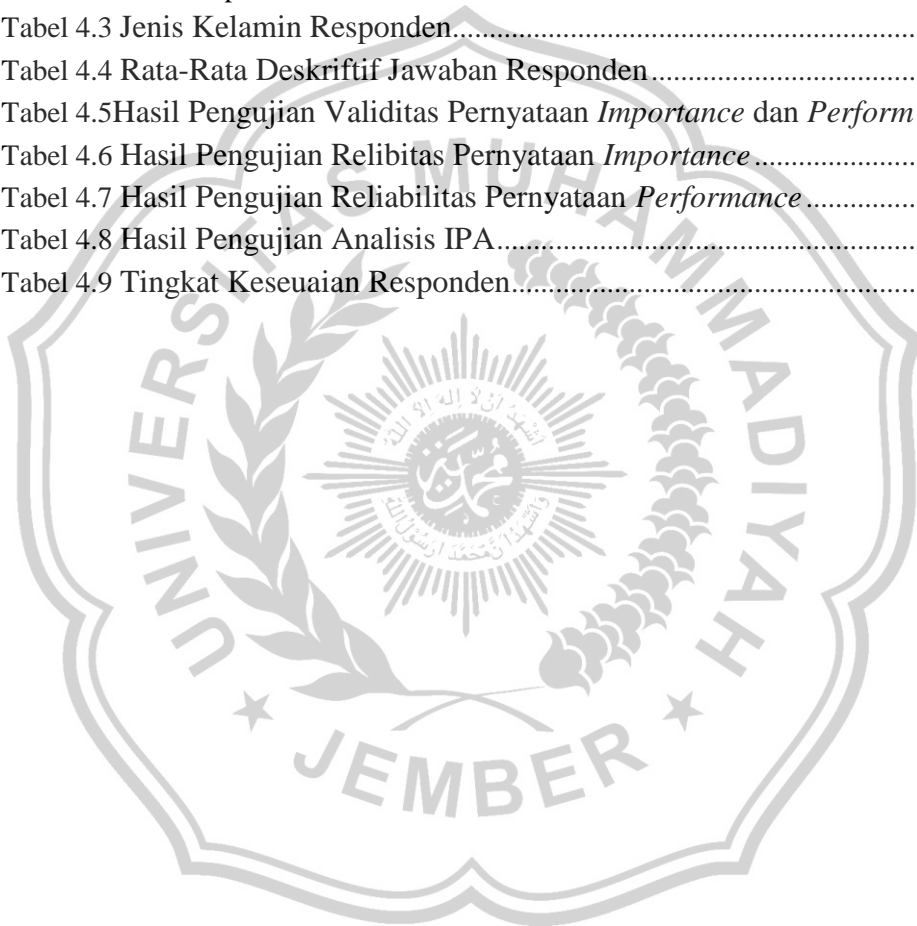 Tabel 4.3 Jenis Kelamin Responden
Tabel 4.4 Rata-Rata Deskriftif Jawaban Responden
Tabel 4.5Hasil Pengujian Validitas Pernyataan Importance dan Perform
Tabel 4.6 Hasil Pengujian Relibitas Pernyataan Importance
Tabel 4.7 Hasil Pengujian Reliabilitas Pernyataan Performance
Tabel 4.8 Hasil Pengujian Analisis IPA
Tabel 4.9 Tingkat Keseuaian Responden
UNIVERSITAS MUHAMMADIYAH
JEMBER